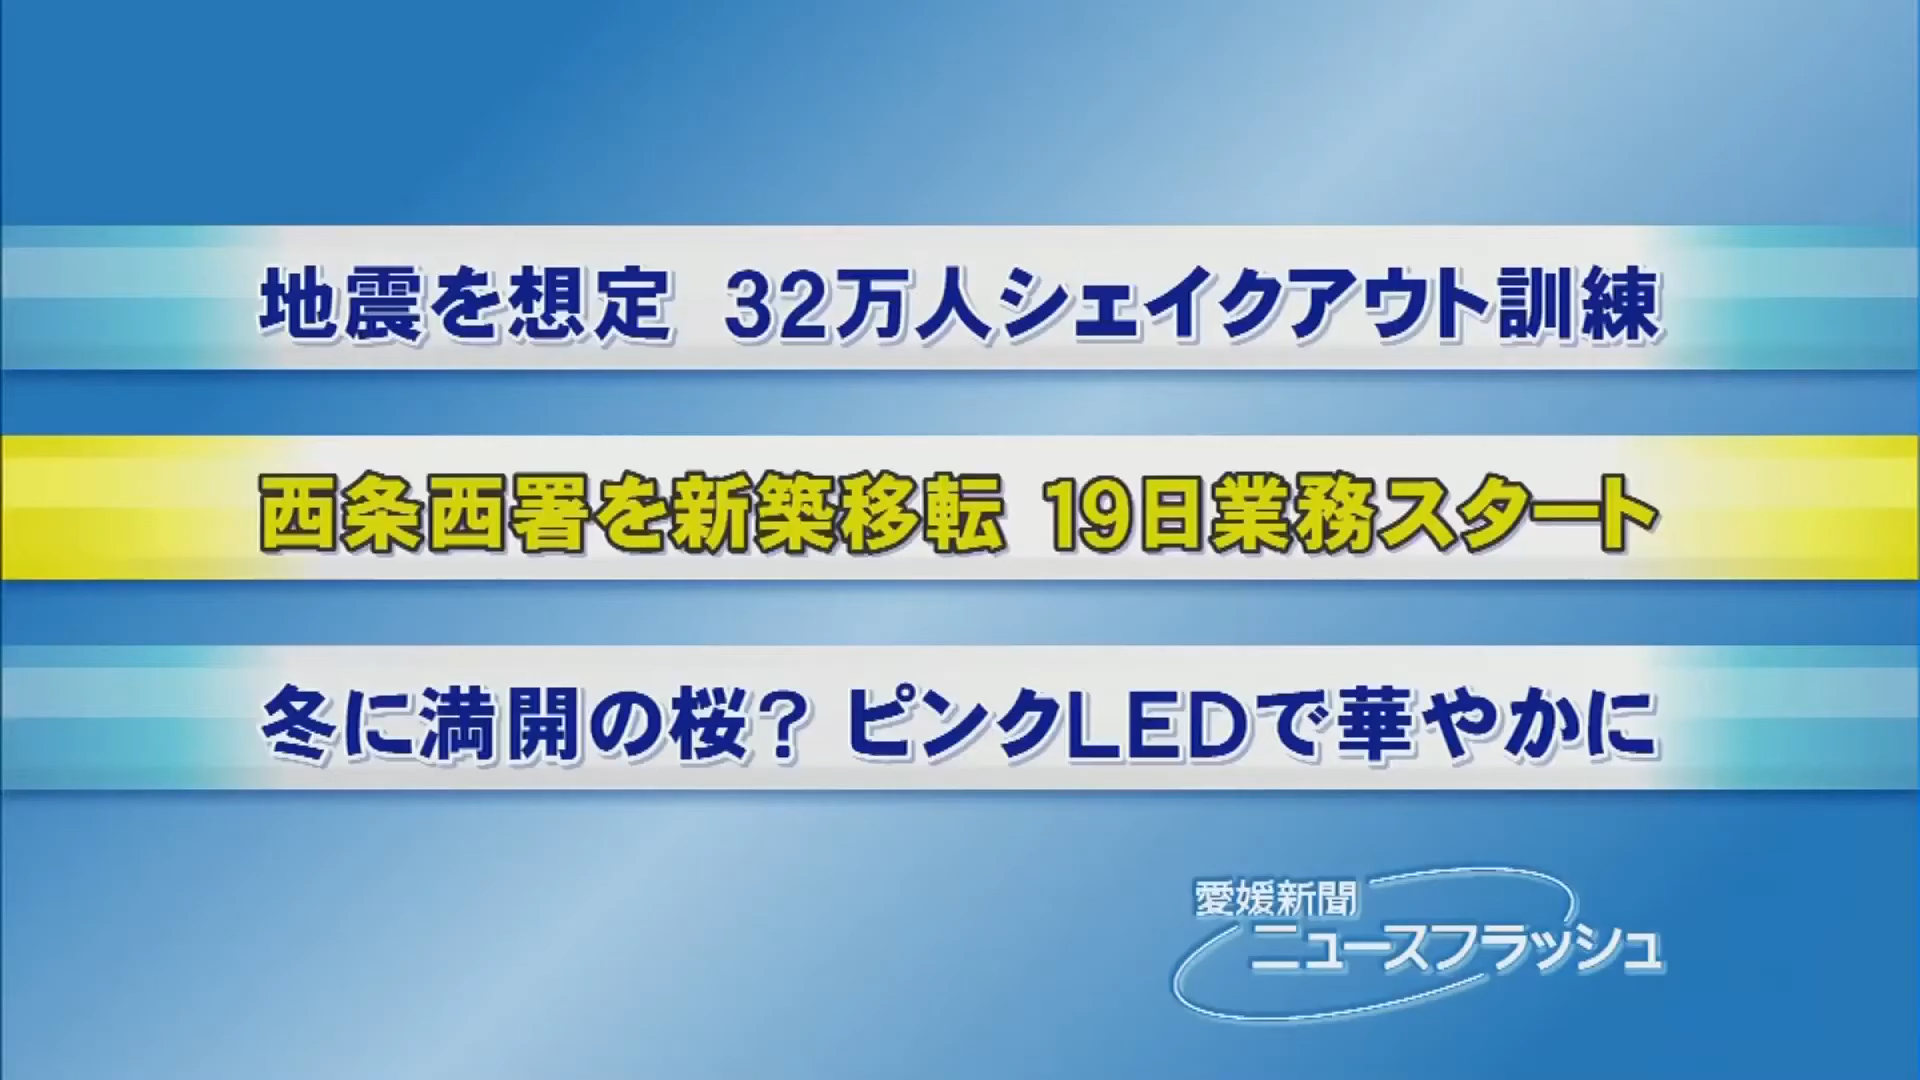 地震を想定　32万人シェイクアウト訓練
西条西署を新築移転 19日業務スタート
冬に満開の桜? ピンクLEDで華やかに
愛媛新聞
ニュースフラッシュ